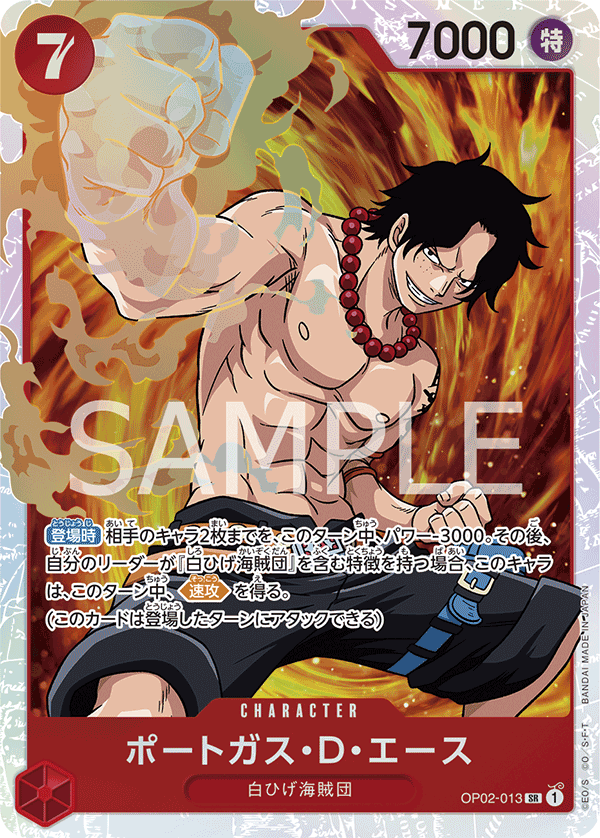 7
7000
特
SAMPLE
登場時 相手のキャラ2枚までを、このターン中、パワー-3000。その後、
自分のリーダーが『白ひげ海賊団』を含む特徴を持つ場合、このキャラ
は、このターン中、速攻 を得る。
(このカードは登場したターンにアタックできる)
CHARACTER
ポートガス・D・エース
白ひげ海賊団
OP02-013 SR 1
©E.O/S ©O/S・F・T BANDAI MADE IN JAPAN